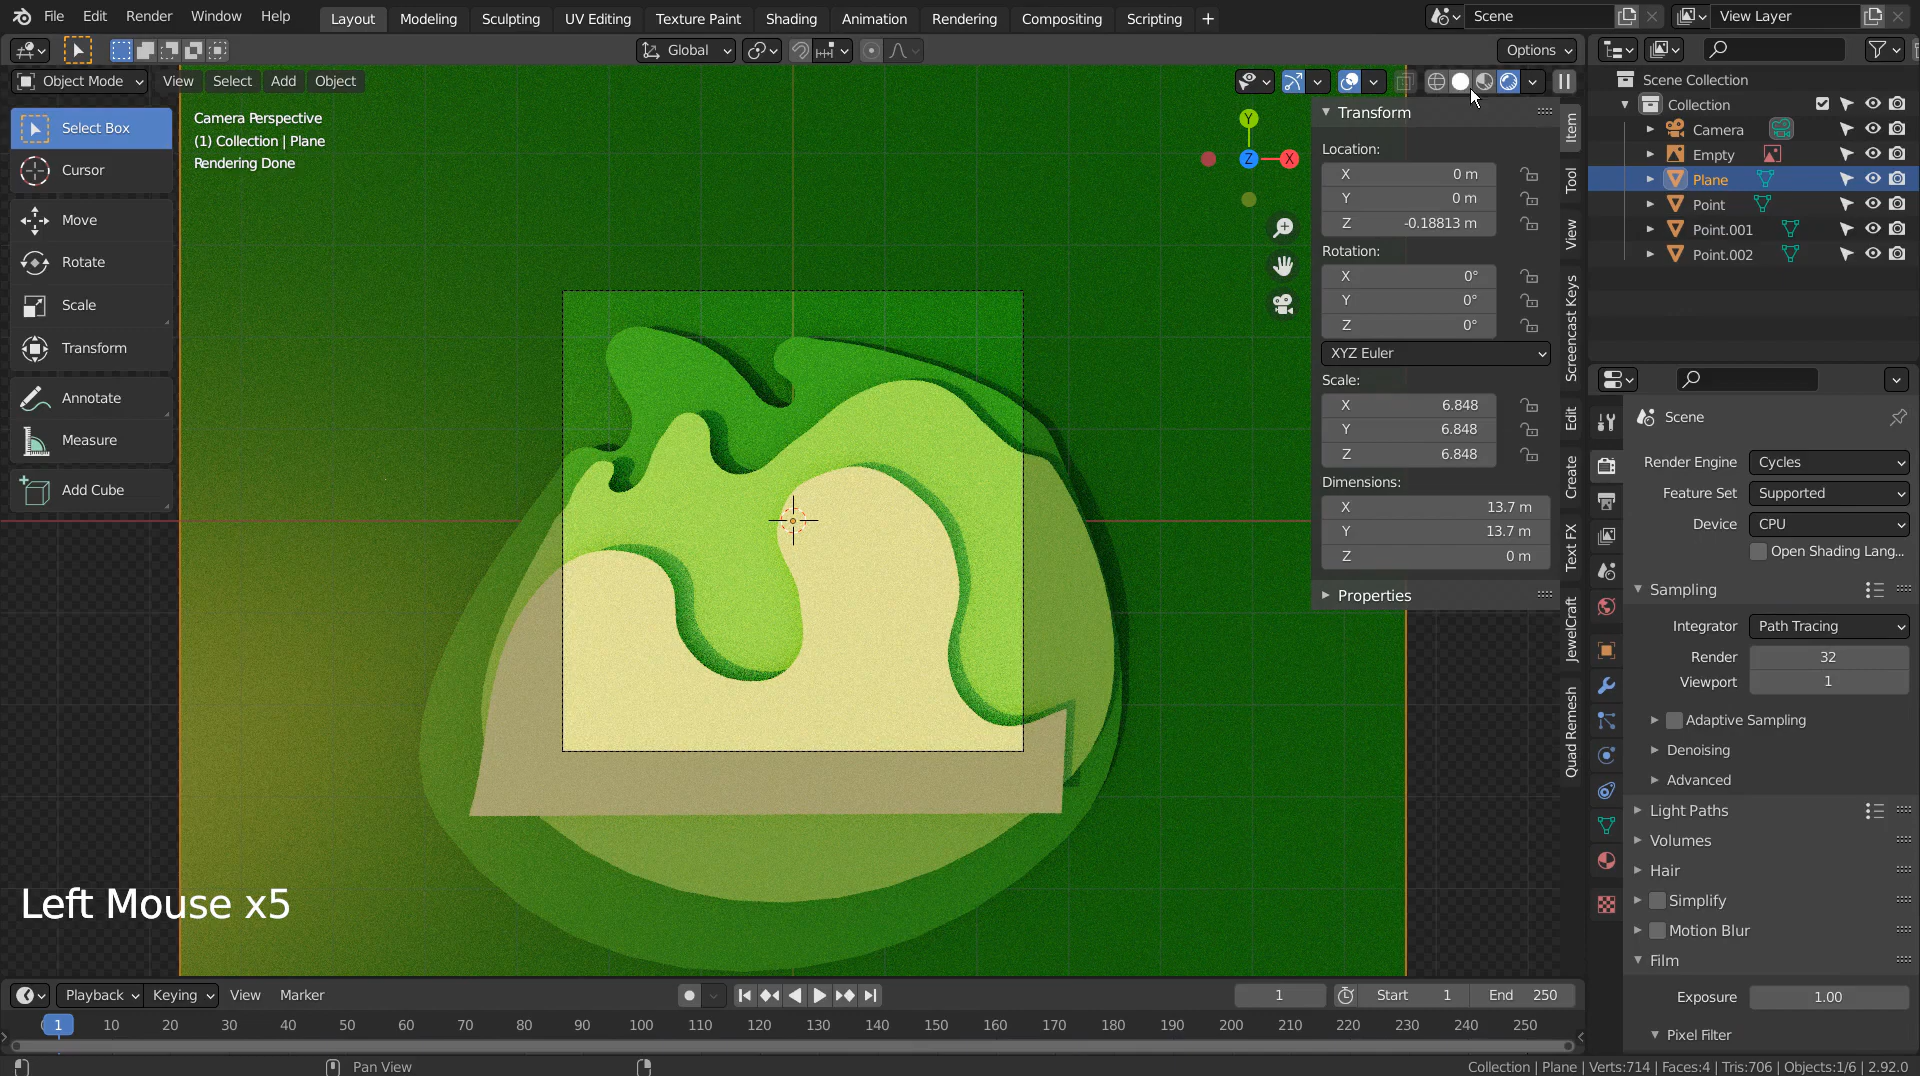 File Edit Render Window Help Layout Modeling Sculpting UV Editing Texture Paint Shading Animation Rendering Compositing Scripting + Scene View Layer
Global Options
Object Mode View Select Add Object
Select Box
Cursor
Move
Rotate
Scale
Transform
Annotate
Measure
Add Cube
Camera Perspective
(1) Collection | Plane
Rendering Done
Y
Z
X
Left Mouse x5
Transform
Location:
X 0 m
Y 0 m
Z -0.18813 m
Rotation:
X 0°
Y 0°
Z 0°
XYZ Euler
Scale:
X 6.848
Y 6.848
Z 6.848
Dimensions:
X 13.7 m
Y 13.7 m
Z 0 m
Properties
Item
Tool
View
Screencast Keys
Edit
Create
Text FX
JewelCraft
Quad Remesh
Scene Collection
Collection
Camera
Empty
Plane
Point
Point.001
Point.002
Scene
Render Engine Cycles
Feature Set Supported
Device CPU
Open Shading Lang...
Sampling
Integrator Path Tracing
Render 32
Viewport 1
Adaptive Sampling
Denoising
Advanced
Light Paths
Volumes
Hair
Simplify
Motion Blur
Film
Exposure 1.00
Pixel Filter
Playback Keying View Marker 1 Start 1 End 250
1 10 20 30 40 50 60 70 80 90 100 110 120 130 140 150 160 170 180 190 200 210 220 230 240 250
Pan View
Collection | Plane | Verts:714 | Faces:4 | Tris:706 | Objects:1/6 | 2.92.0